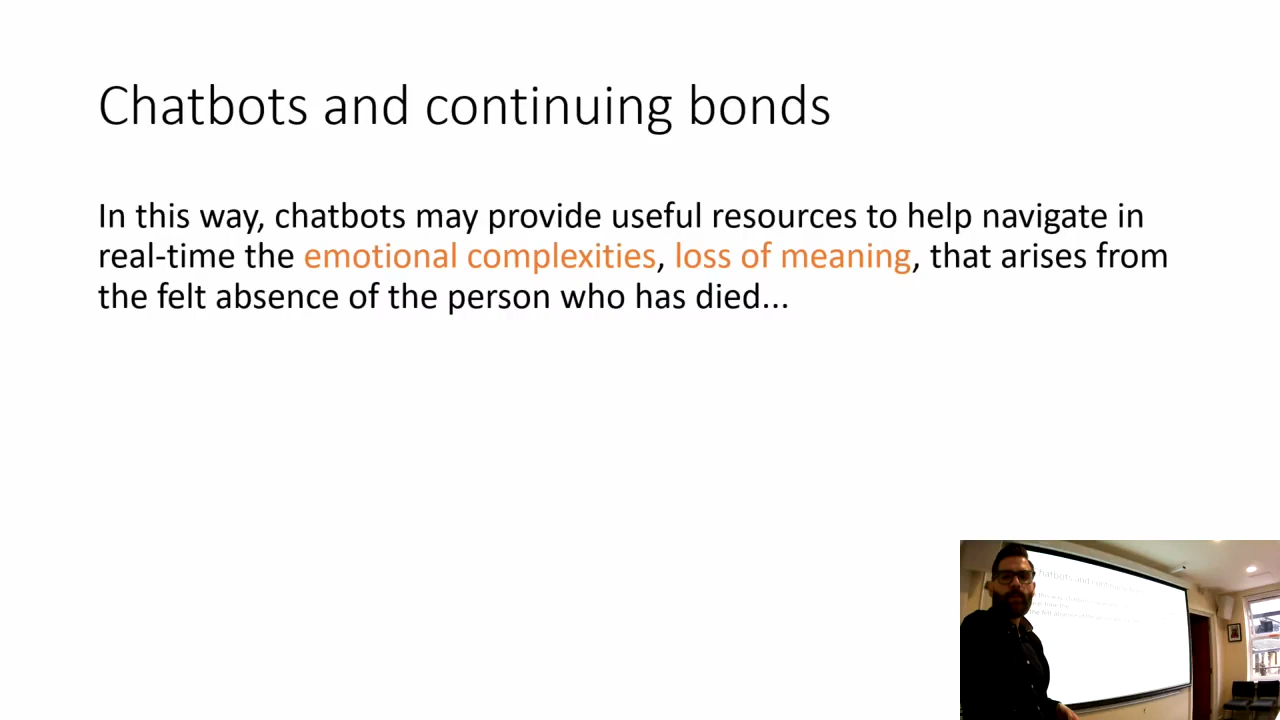 Chatbots and continuing bonds
In this way, chatbots may provide useful resources to help navigate in
real-time the emotional complexities, loss of meaning, that arises from
the felt absence of the person who has died...